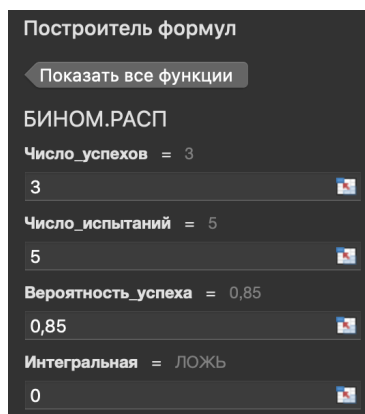 Построитель формул
Показать все функции
БИНОМ.РАСП
Число_успехов = 3
3
Число_испытаний = 5
5
Вероятность_успеха = 0,85
0,85
Интегральная = ЛОЖЬ
0